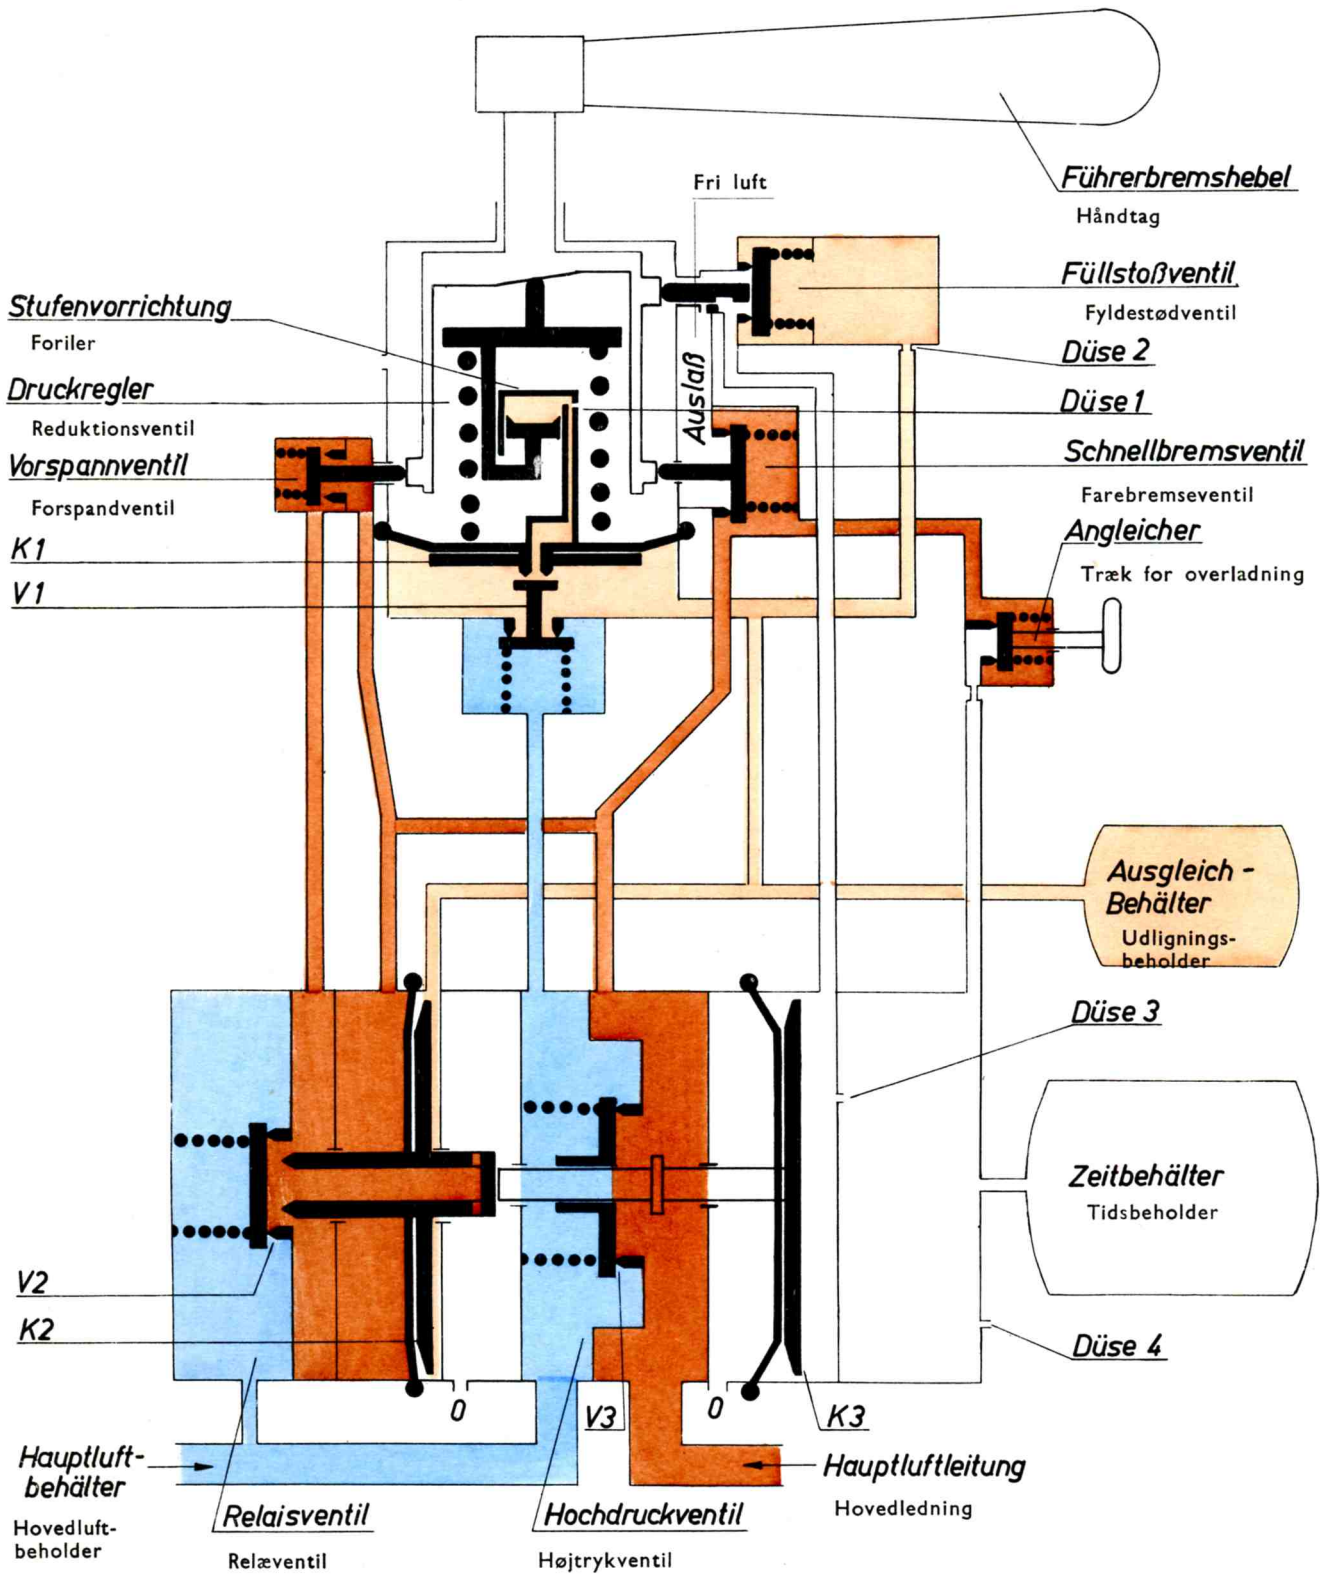 Fri luft
Führerbremshebel
Håndtag
Stufenvorrichtung
Foriler
Füllstoßventil
Fyldestødventil
Düse 2
Druckregler
Reduktionsventil
Auslaß
Düse 1
Vorspannventil
Forspandventil
Schnellbremsventil
Farebremseventil
K1
Angleicher
Træk for overladning
V1
Ausgleich-
Behälter
Udlignings-
beholder
Düse 3
Zeitbehälter
Tidsbeholder
V2
K2
Düse 4
O
V3
O
K3
Hauptluft-
behälter
Hovedluft-
beholder
Relaisventil
Relæventil
Hochdruckventil
Højtrykventil
Hauptluftleitung
Hovedledning